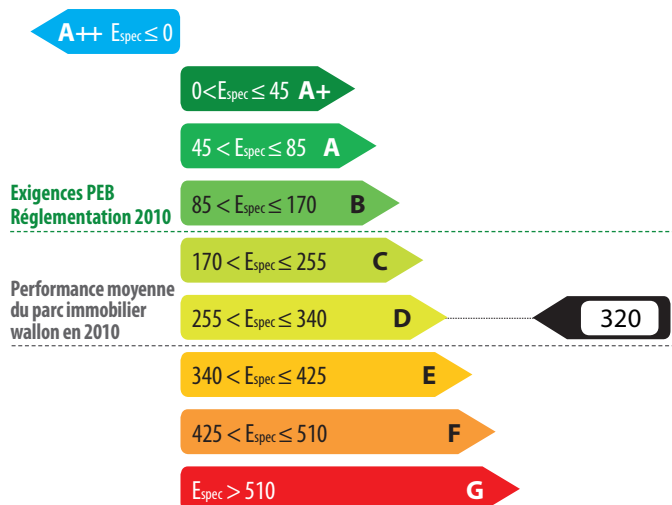 A++ Espec ≤ 0
0<Espec ≤ 45 A+
45 < Espec ≤ 85 A
Exigences PEB
Réglementation 2010
85 < Espec ≤ 170 B
170 < Espec ≤ 255 C
Performance moyenne
du parc immobilier
wallon en 2010
255 < Espec ≤ 340 D
320
340 < Espec ≤ 425 E
425 < Espec ≤ 510 F
Espec > 510 G